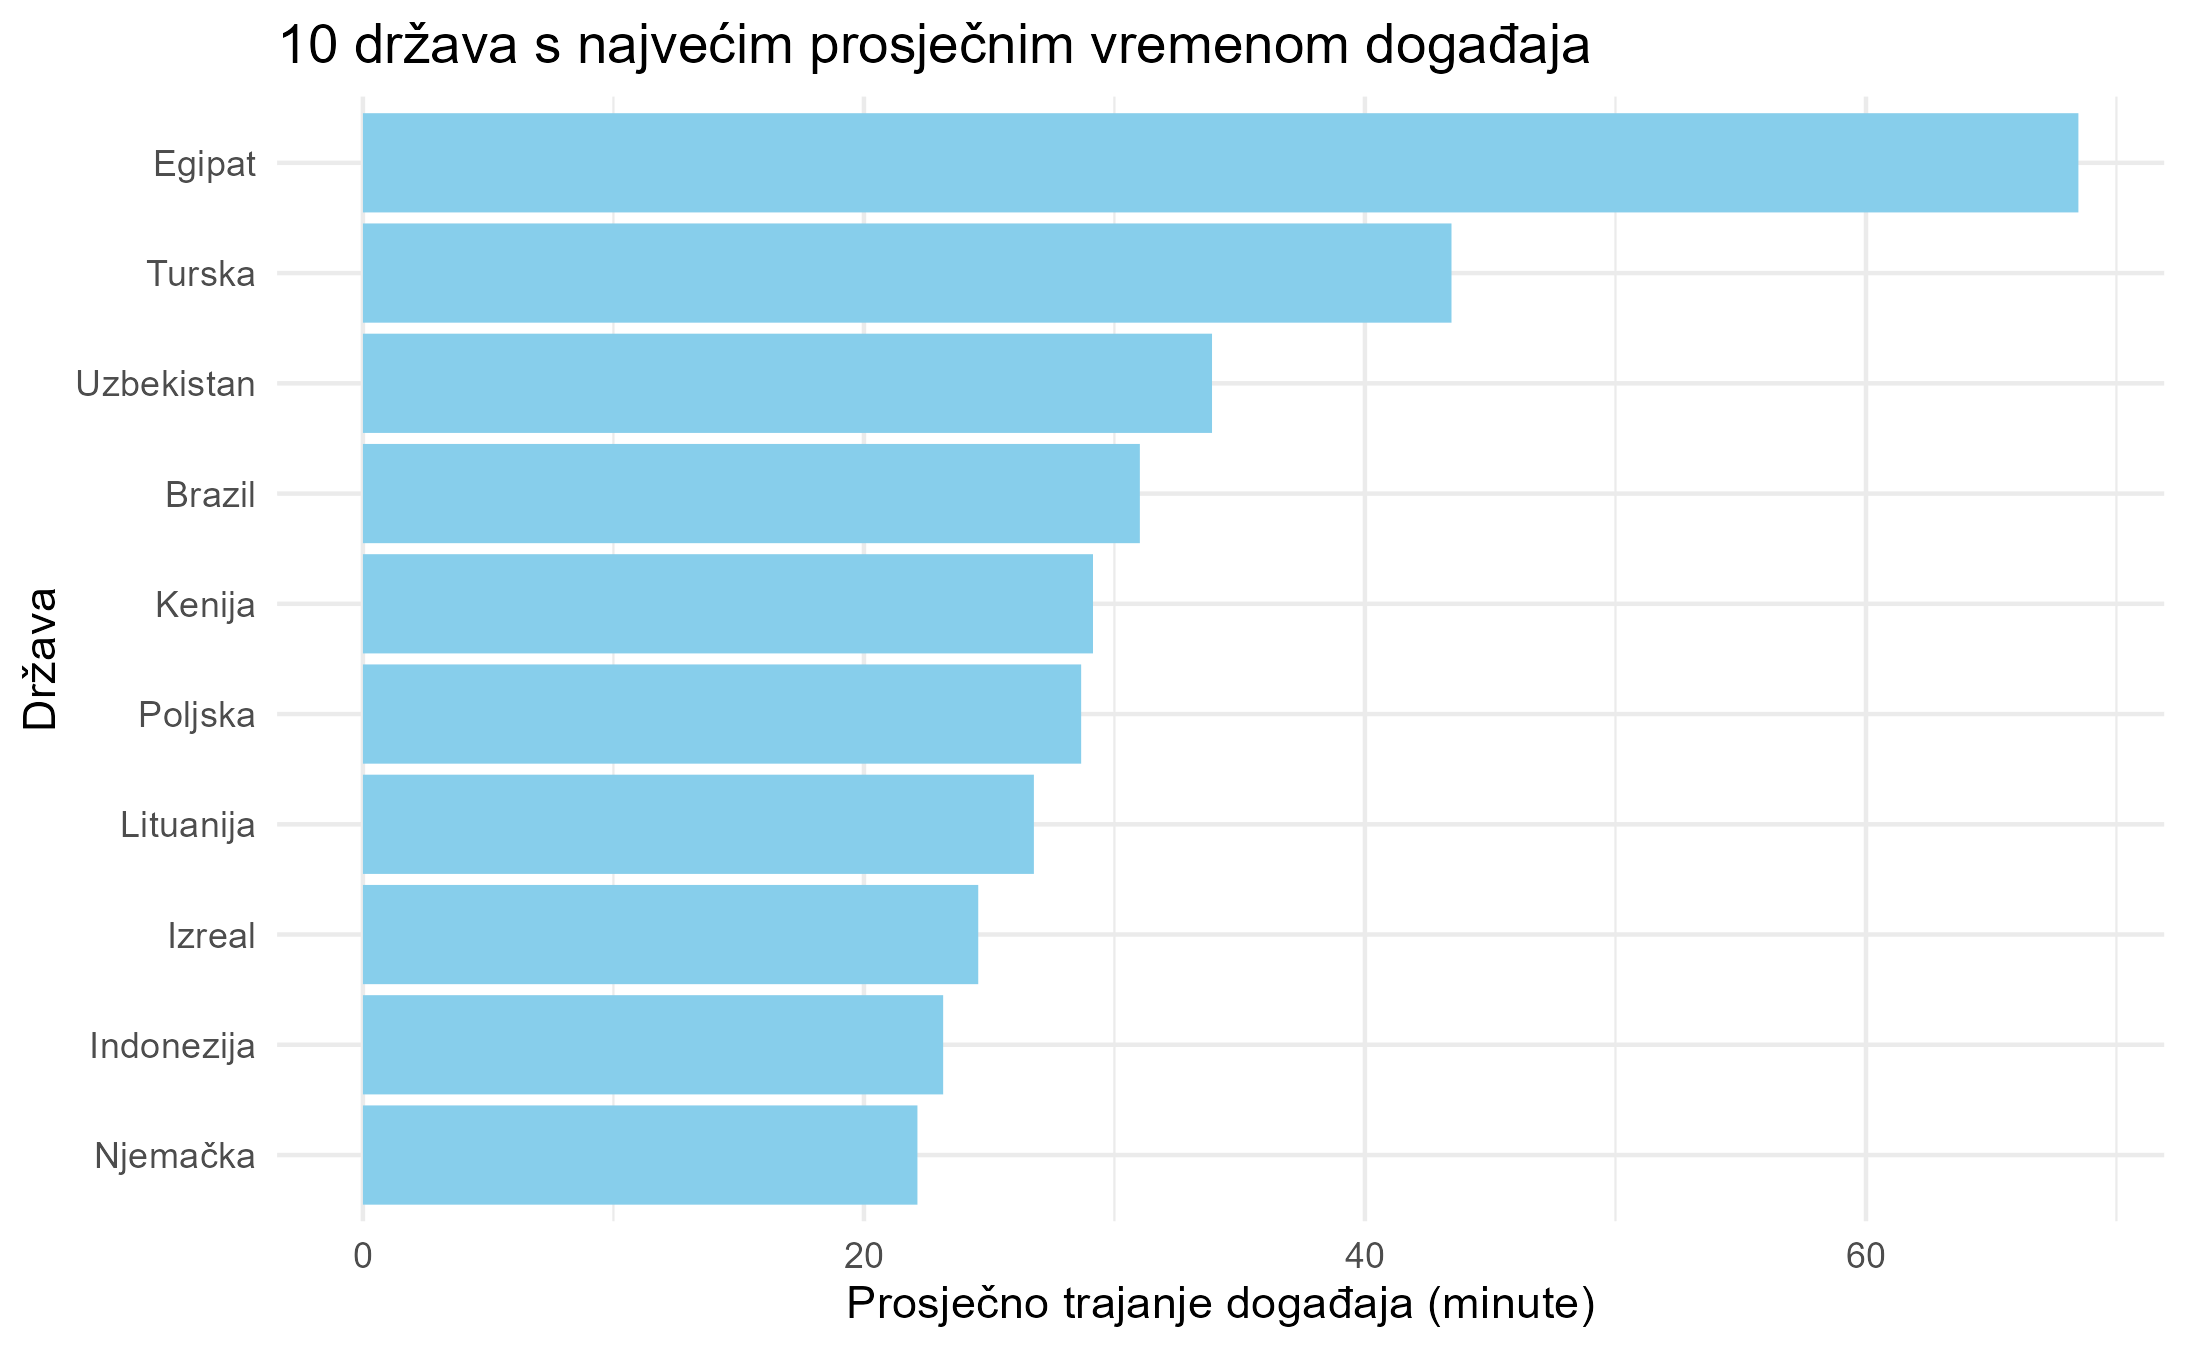 10 država s najvećim prosječnim vremenom događaja
Država
Egipat
Turska
Uzbekistan
Brazil
Kenija
Poljska
Lituanija
Izreal
Indonezija
Njemačka
0 20 40 60
Prosječno trajanje događaja (minute)